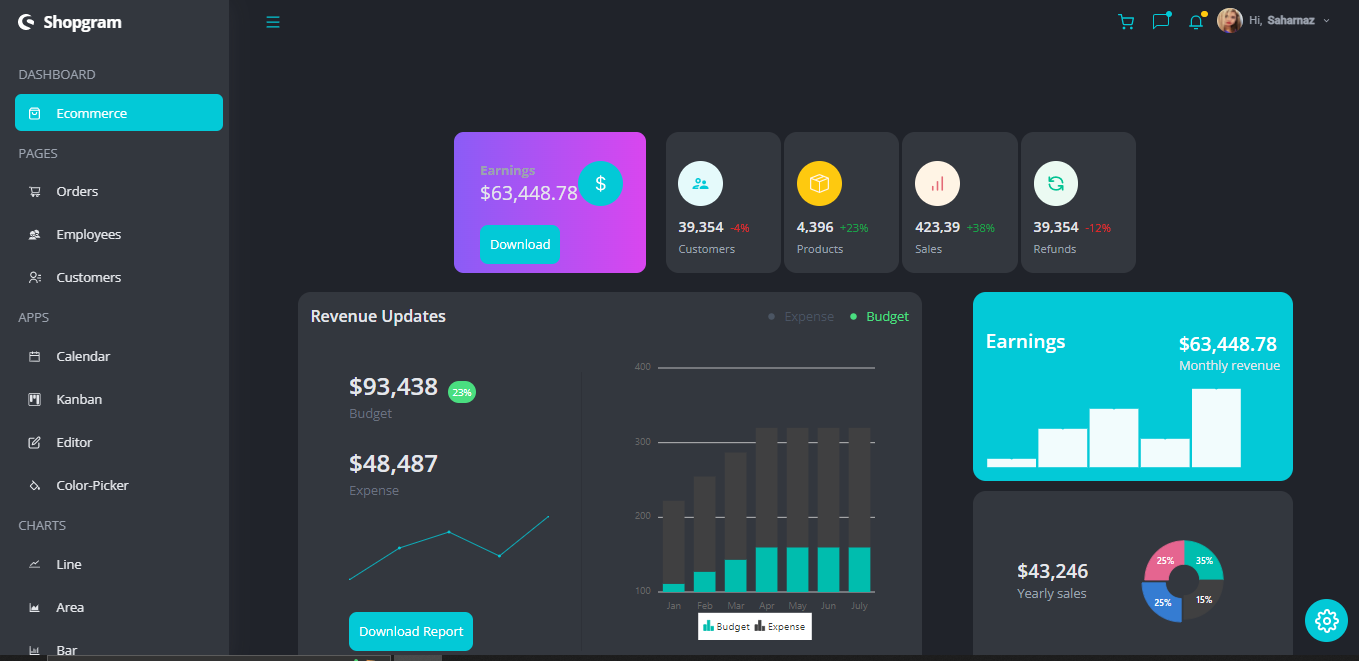 Shopgram
Hi, Saharnaz
DASHBOARD
Ecommerce
PAGES
Orders
Employees
Customers
APPS
Calendar
Kanban
Editor
Color-Picker
CHARTS
Line
Area
Bar
Earnings
$63,448.78
$
Download
39,354 -4%
Customers
4,396 +23%
Products
423,39 +38%
Sales
39,354 -12%
Refunds
Revenue Updates
Expense
Budget
$93,438 23%
Budget
$48,487
Expense
Download Report
400
300
200
100
Jan Feb Mar Apr May Jun July
Budget Expense
Earnings
$63,448.78
Monthly revenue
$43,246
Yearly sales
25% 35%
25% 15%